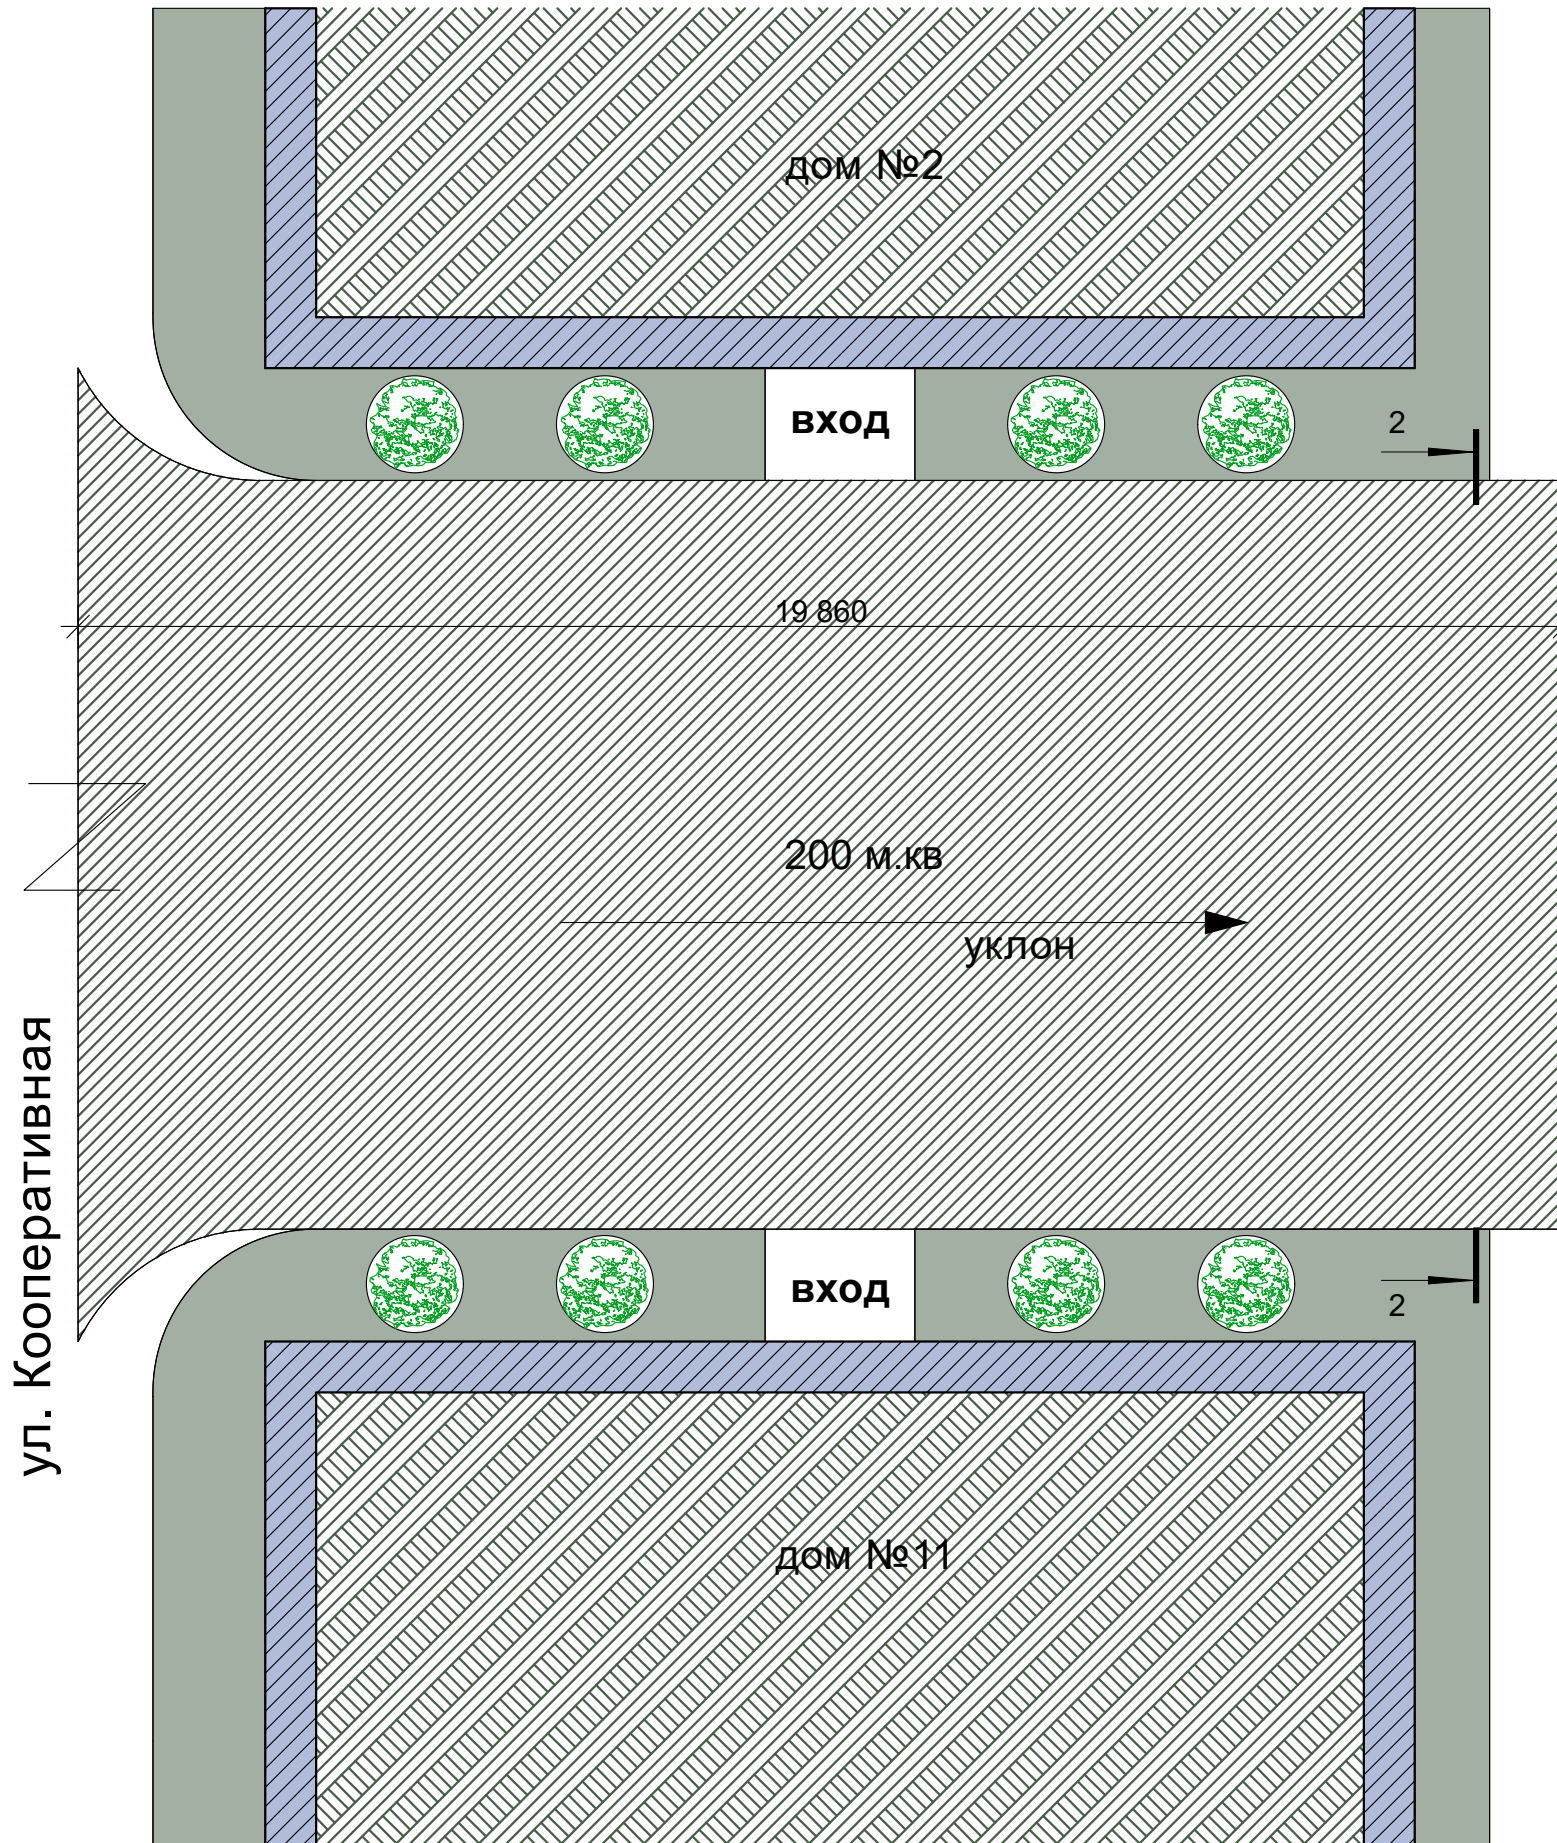 дом №2
вход
2
19 860
200 м.кв
уклон
ул. Кооперативная
вход
2
дом №11